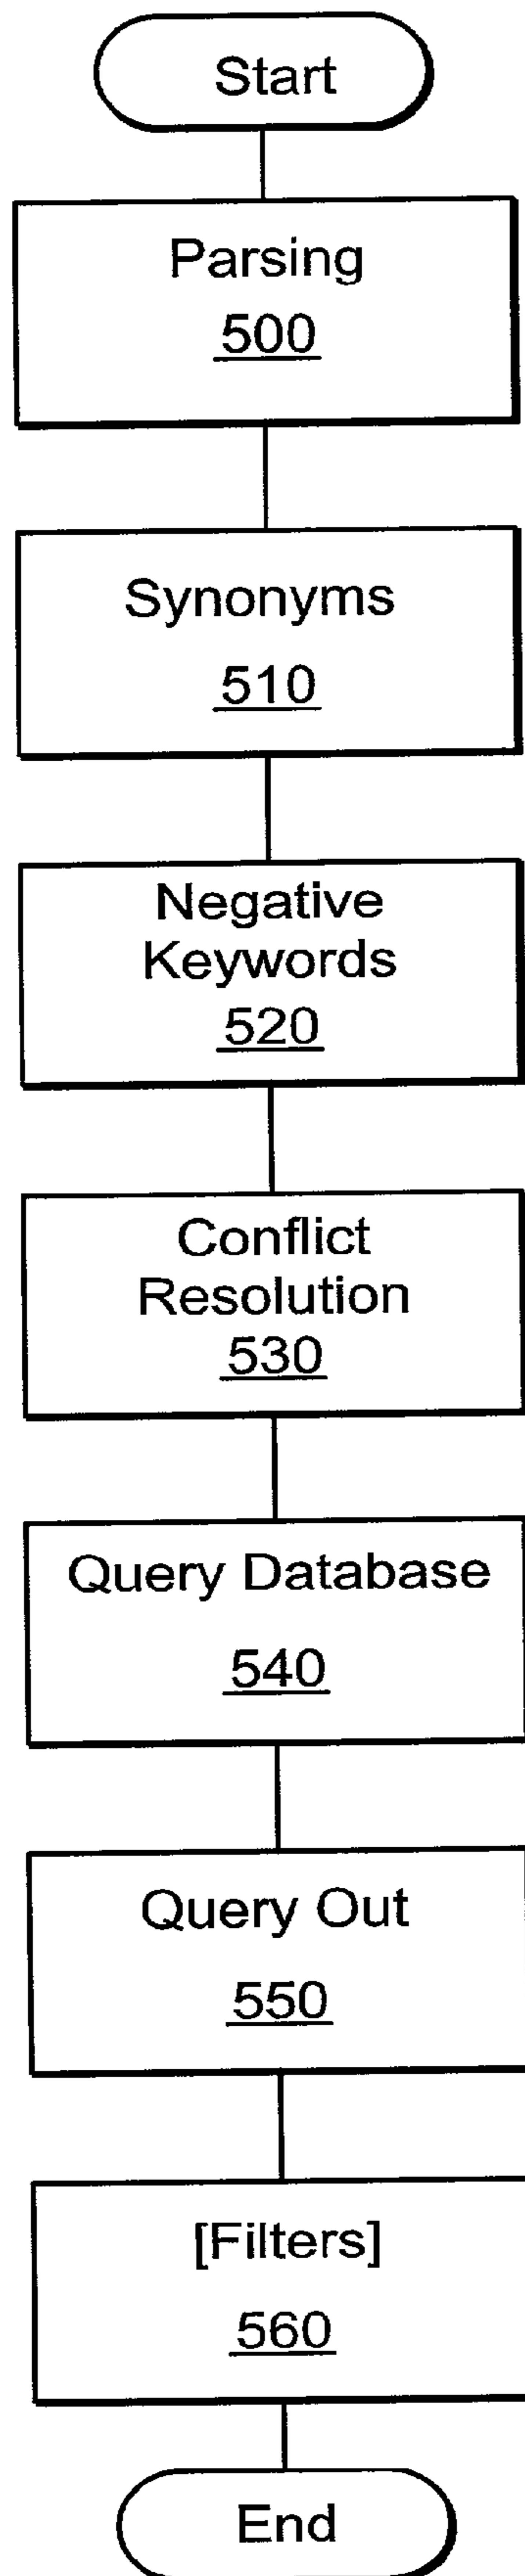 Start
Parsing
500
Synonyms
510
Negative
Keywords
520
Conflict
Resolution
530
Query Database
540
Query Out
550
[Filters]
560
End